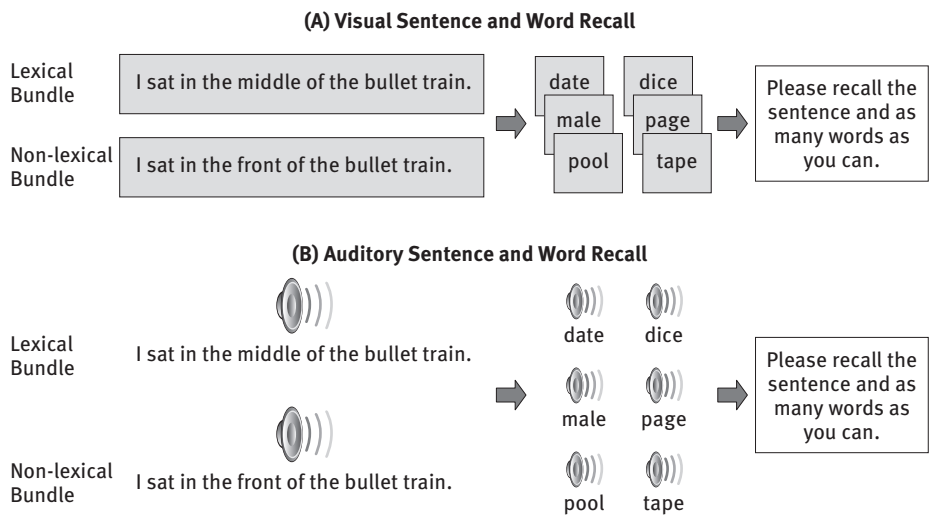 (A) Visual Sentence and Word Recall
Lexical
Bundle
I sat in the middle of the bullet train.
Non-lexical
Bundle
I sat in the front of the bullet train.
date dice
male page
pool tape
Please recall the
sentence and as
many words as
you can.
(B) Auditory Sentence and Word Recall
Lexical
Bundle
I sat in the middle of the bullet train.
Non-lexical
Bundle
I sat in the front of the bullet train.
date dice
male page
pool tape
Please recall the
sentence and as
many words as
you can.